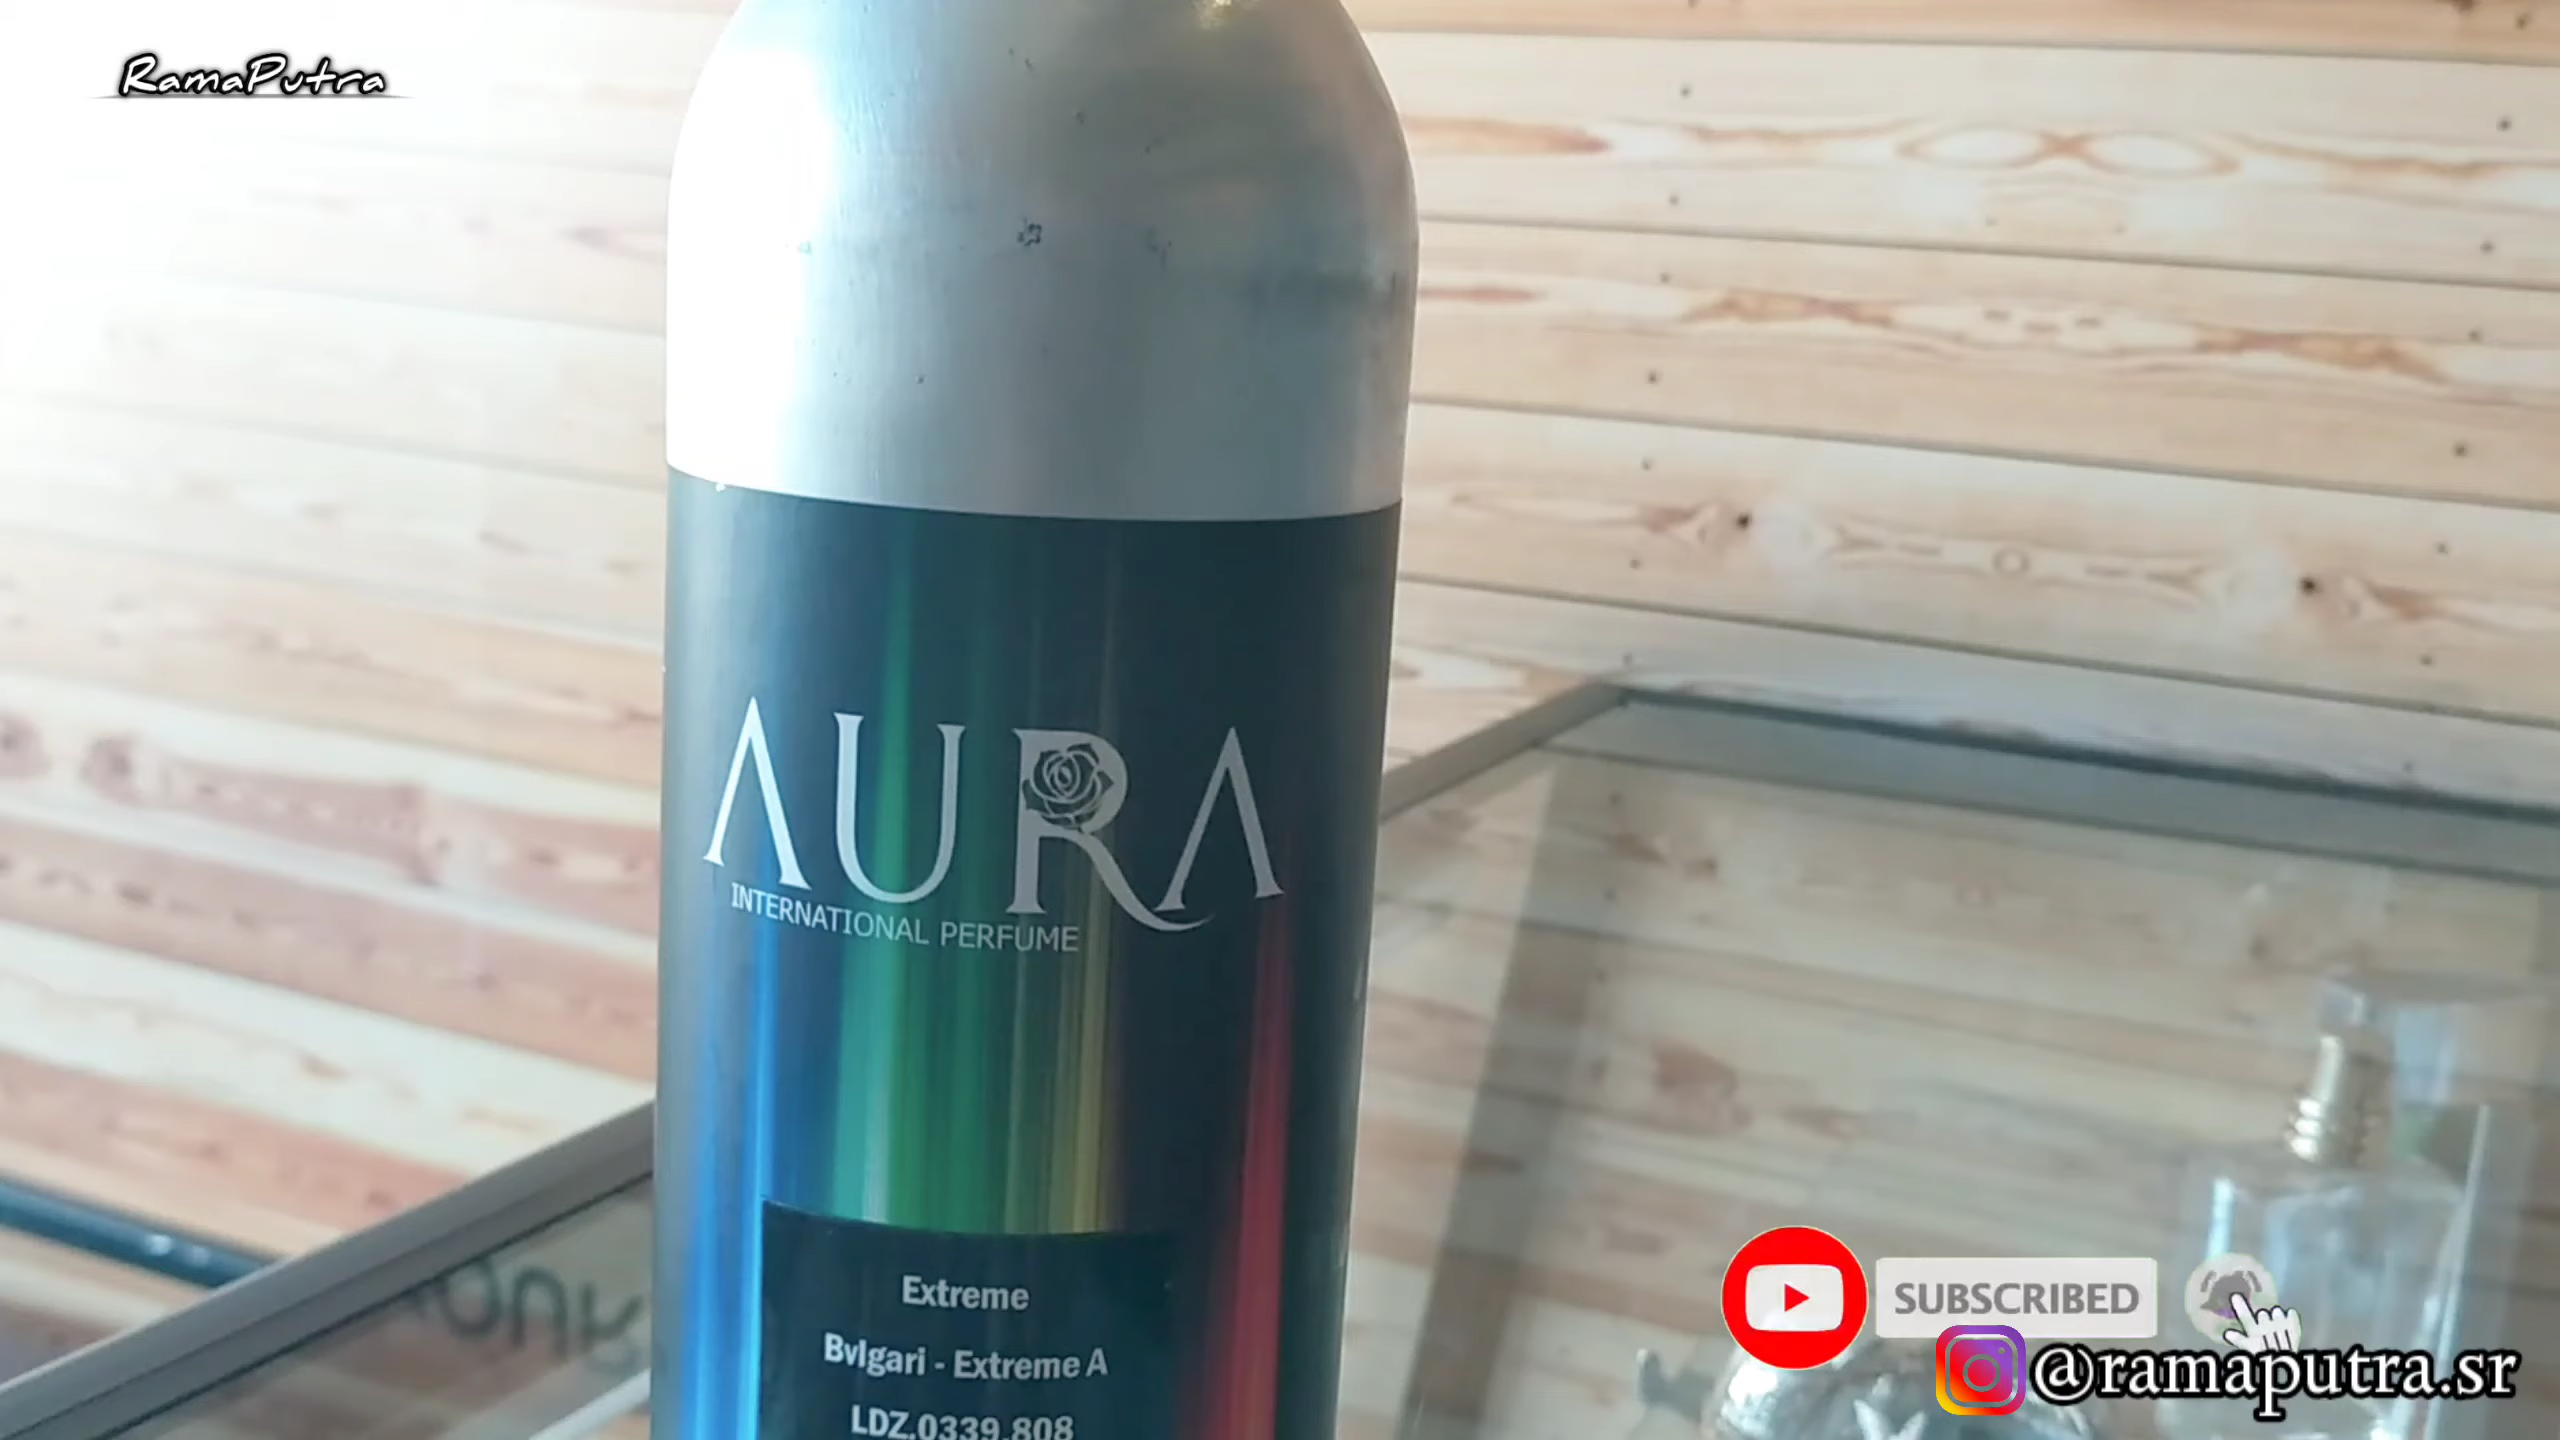 RamaPutra
AURA
INTERNATIONAL PERFUME
Extreme
Bvlgari - Extreme A
LDZ.0339.808
SUBSCRIBED
@ramaputra.sr